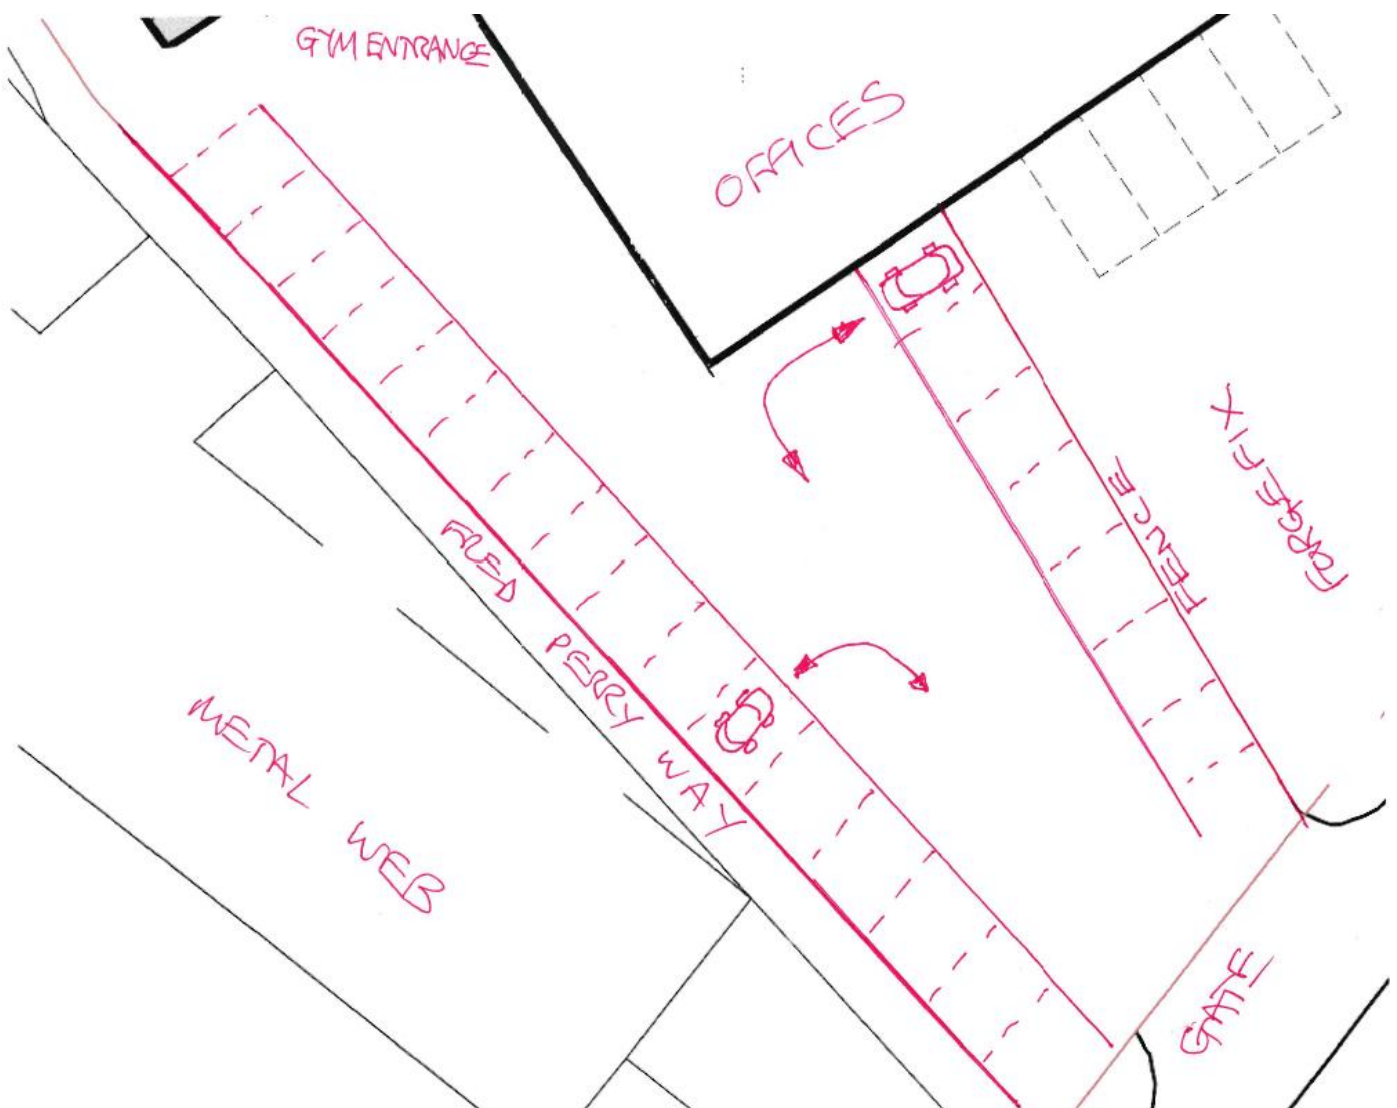 GYM ENTRANCE
OFFICES
FORGEFIX
FENCE
FRED PERRY WAY
METAL WEB
GATE